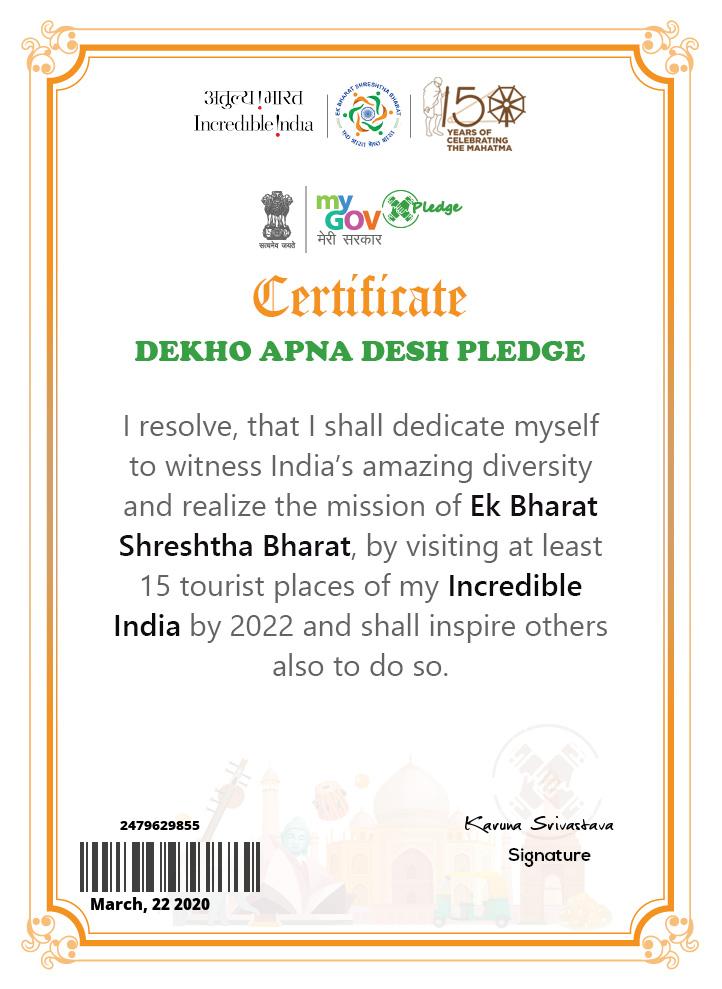 अतुल्य!भारत
Incredible!ndia
EK BHARAT SHRESHTHA BHARAT
एक भारत श्रेष्ठ भारत
150
YEARS OF
CELEBRATING
THE MAHATMA
सत्यमेव जयते
my
GOV
मेरी सरकार
Pledge
Certificate
DEKHO APNA DESH PLEDGE
I resolve, that I shall dedicate myself
to witness India’s amazing diversity
and realize the mission of Ek Bharat
Shreshtha Bharat, by visiting at least
15 tourist places of my Incredible
India by 2022 and shall inspire others
also to do so.
2479629855
March, 22 2020
Karuna Srivastava
Signature